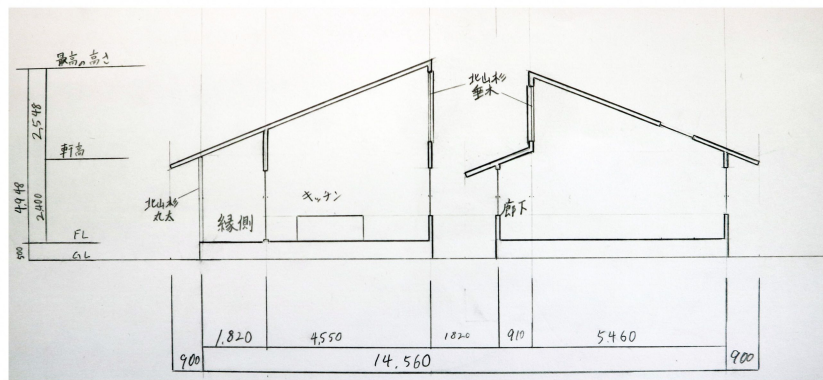 最高の高さ
北山杉
垂木
2,548
軒高
4,948
2,400
北山杉
丸太
縁側
キッチン
廊下
FL
500
GL
1,820
4,550
1820
910
5460
900
14,560
900